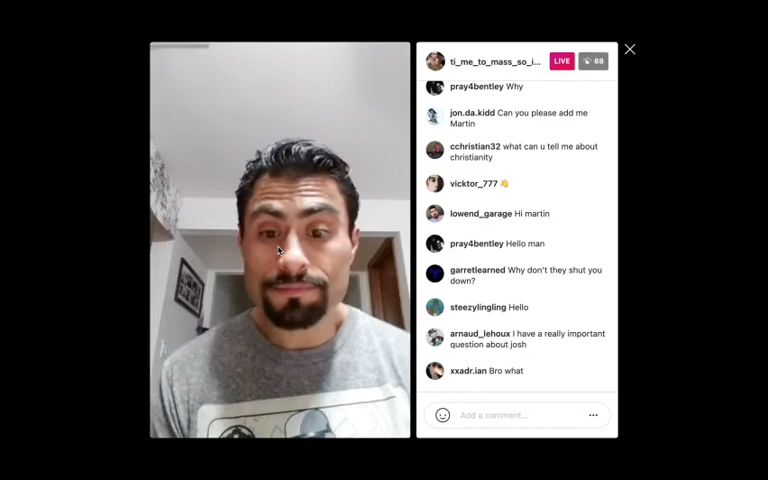 ti_me_to_mass_so_i...
LIVE
88
pray4bentley Why
jon.da.kidd Can you please add me
Martin
cchristian32 what can u tell me about
christianity
vicktor_777
lowend_garage Hi martin
pray4bentley Hello man
garretlearned Why don't they shut you
down?
steezylingling Hello
arnaud_lehoux I have a really important
question about josh
xxadr.ian Bro what
Add a comment...